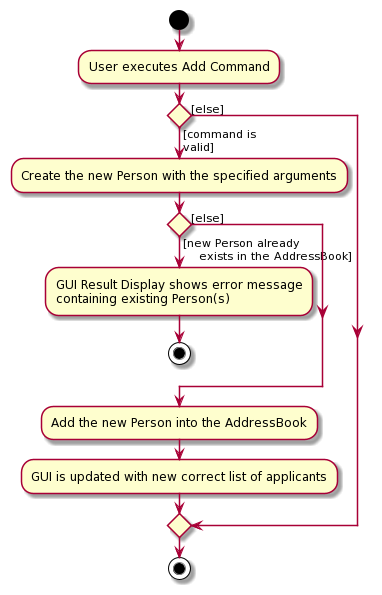 User executes Add Command
[else]
[command is
valid]
Create the new Person with the specified arguments
[else]
[new Person already
exists in the AddressBook]
GUI Result Display shows error message
containing existing Person(s)
Add the new Person into the AddressBook
GUI is updated with new correct list of applicants